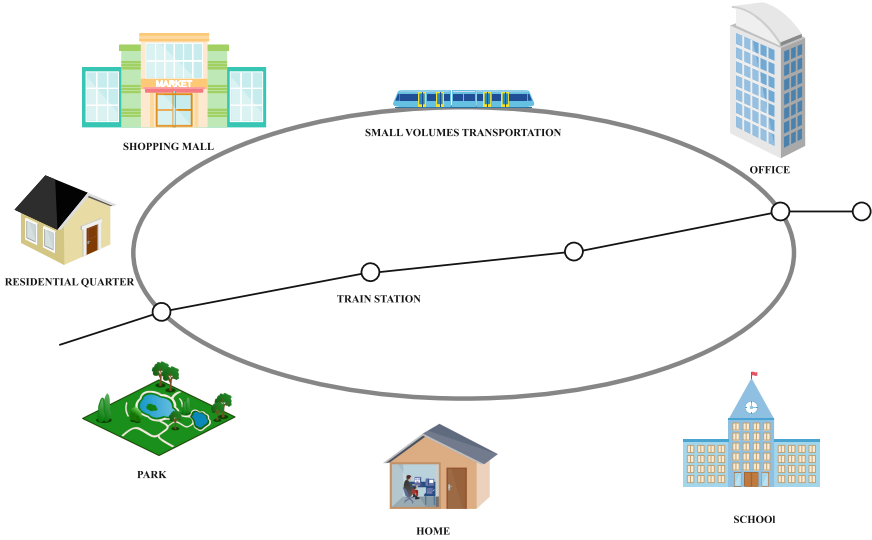 MARKET
SHOPPING MALL
SMALL VOLUMES TRANSPORTATION
OFFICE
RESIDENTIAL QUARTER
TRAIN STATION
PARK
HOME
SCHOOl